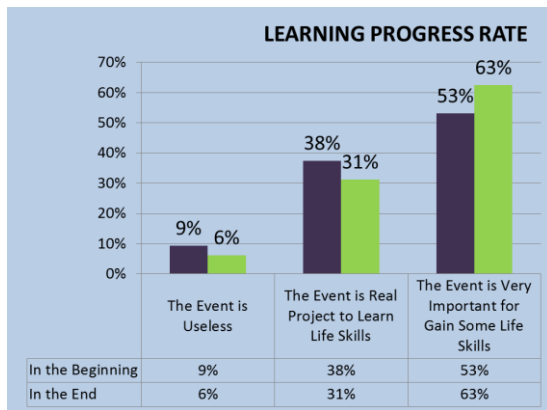 LEARNING PROGRESS RATE
70%
60%
50%
40%
30%
20%
10%
0%
9%
6%
38%
31%
53%
63%
The Event is
Useless
The Event is Real
Project to Learn
Life Skills
The Event is Very
Important for
Gain Some Life
Skills
In the Beginning 9% 38% 53%
In the End 6% 31% 63%